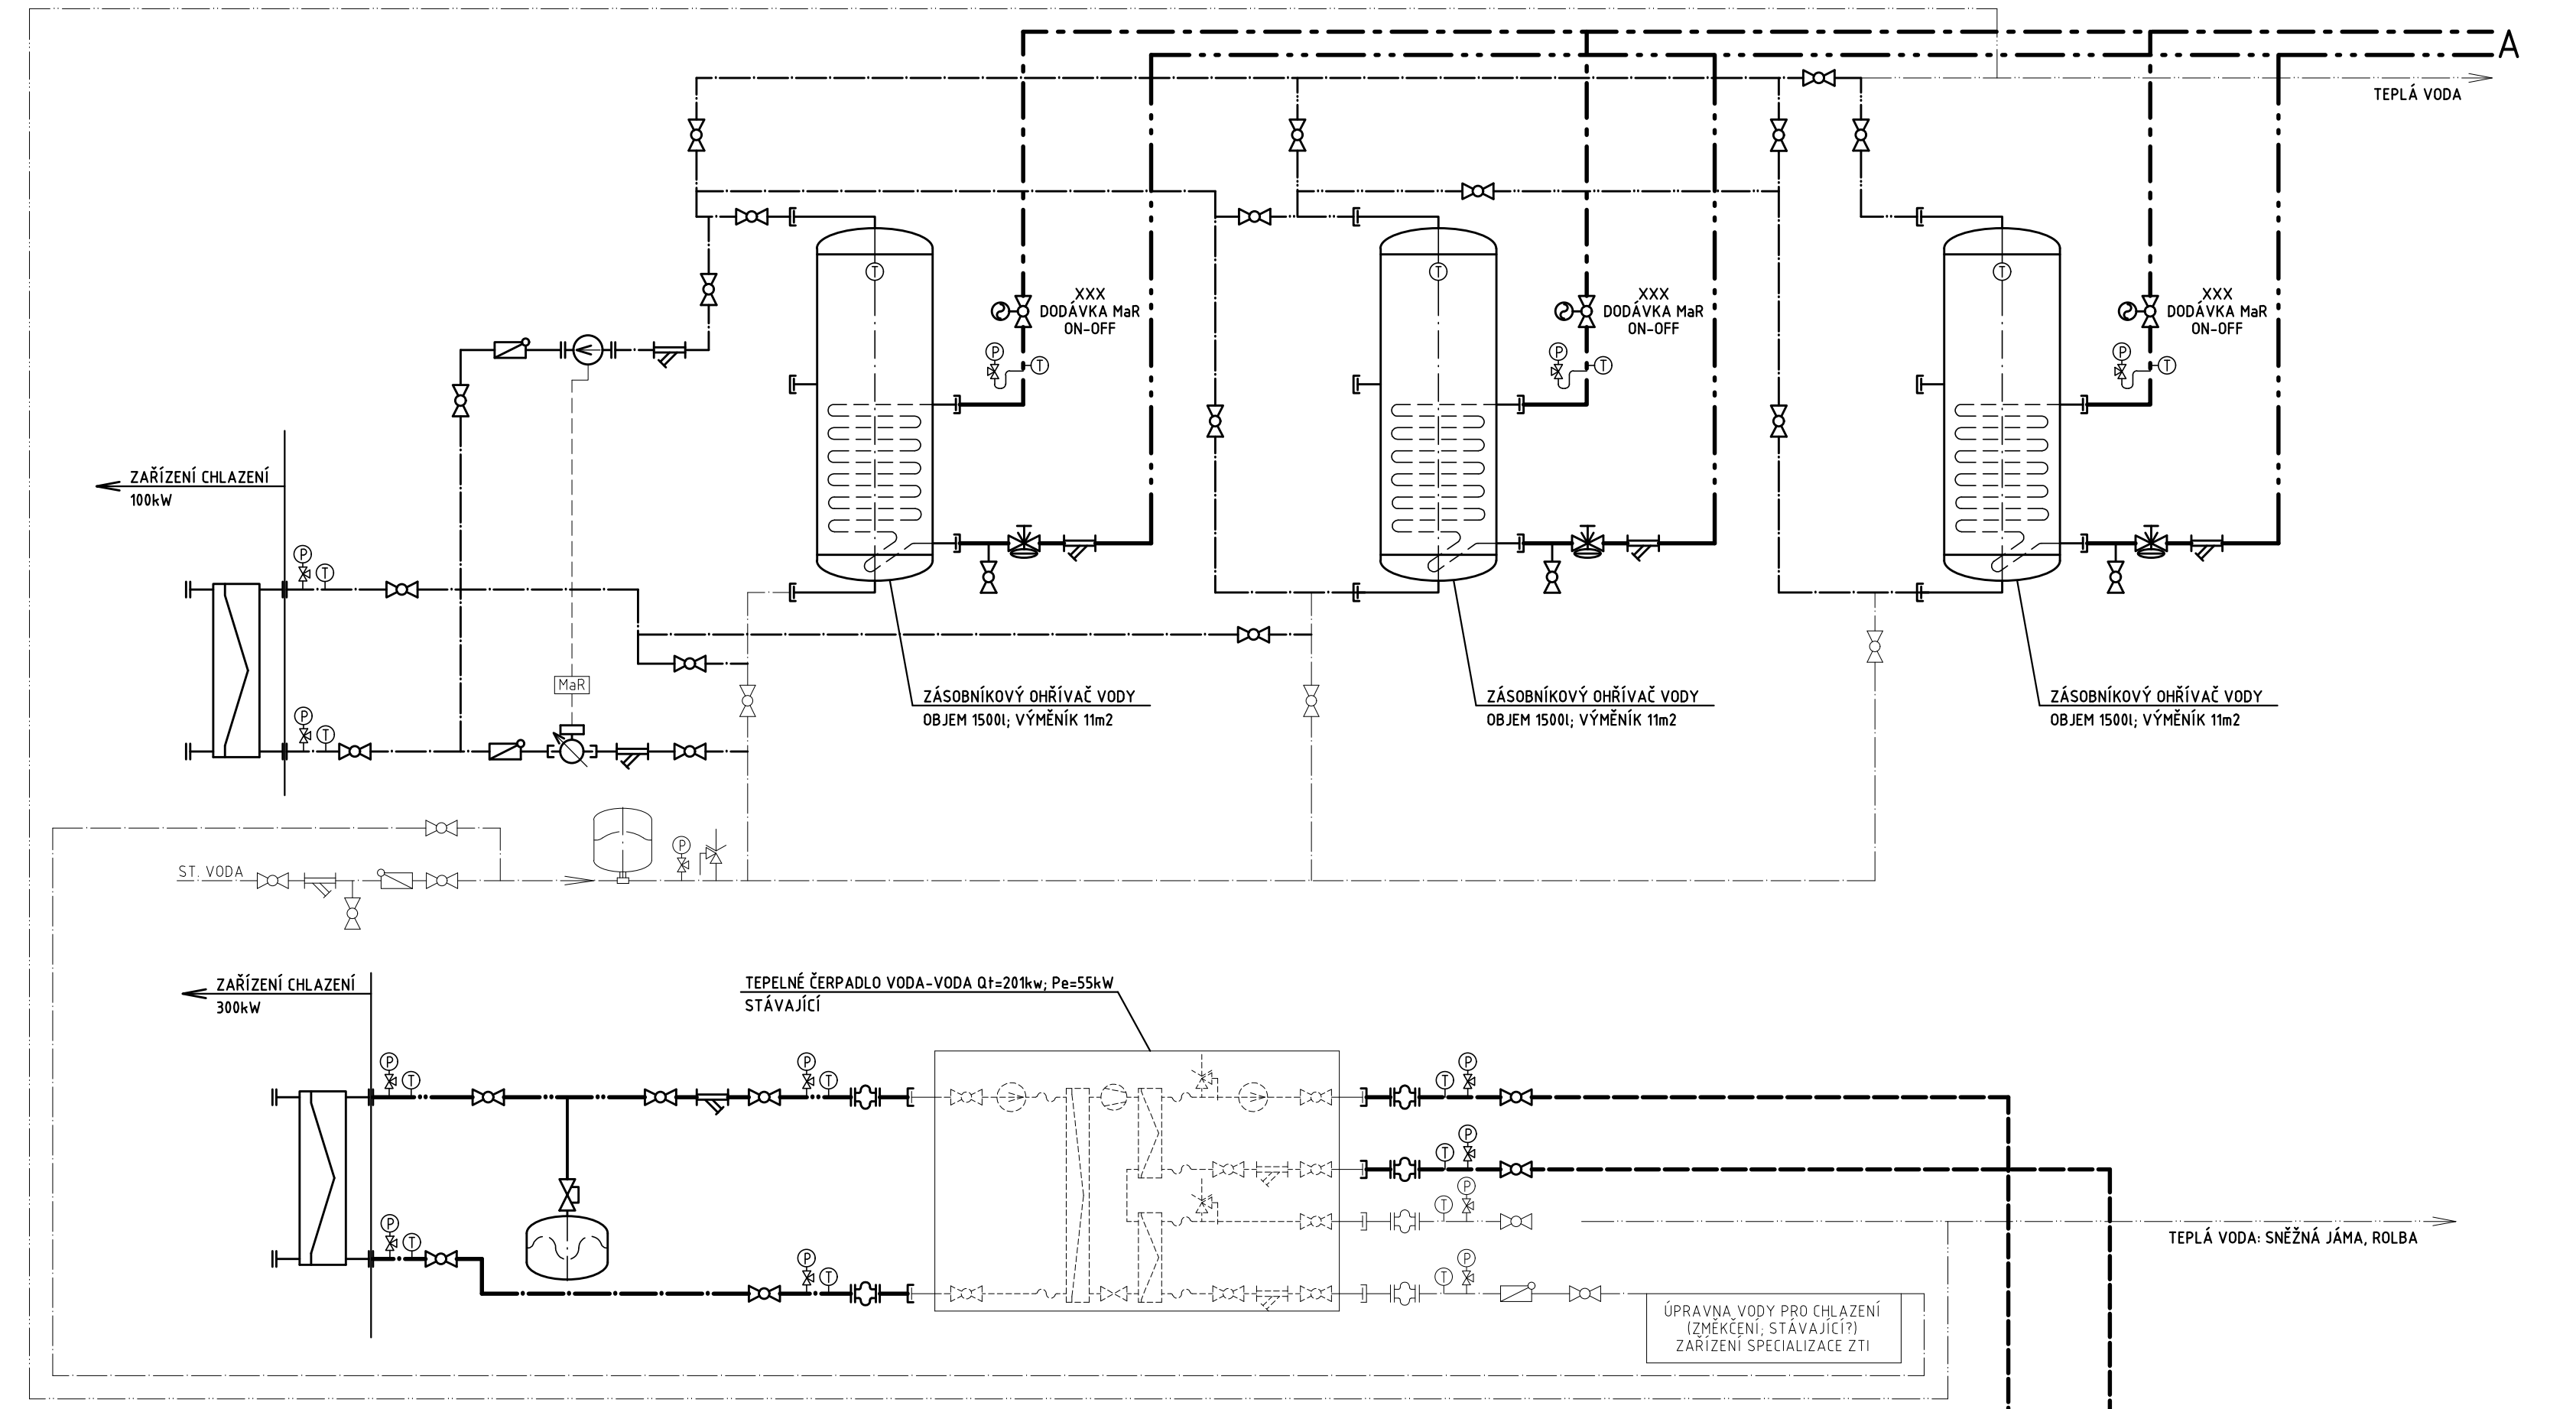 A
TEPLÁ VODA
XXX
DODÁVKA MaR
ON-OFF
XXX
DODÁVKA MaR
ON-OFF
XXX
DODÁVKA MaR
ON-OFF
T
T
T
P
T
P
T
P
T
ZAŘÍZENÍ CHLAZENÍ
100kW
P
T
MaR
P
T
ZÁSOBNÍKOVÝ OHŘÍVAČ VODY
OBJEM 1500l; VÝMĚNÍK 11m2
ZÁSOBNÍKOVÝ OHŘÍVAČ VODY
OBJEM 1500l; VÝMĚNÍK 11m2
ZÁSOBNÍKOVÝ OHŘÍVAČ VODY
OBJEM 1500l; VÝMĚNÍK 11m2
P
ST. VODA
ZAŘÍZENÍ CHLAZENÍ
300kW
TEPELNÉ ČERPADLO VODA-VODA Qt=201kw; Pe=55kW
STÁVAJÍCÍ
P
T
P
T
T
P
T
P
T
P
P
T
P
T
T
P
TEPLÁ VODA: SNĚŽNÁ JÁMA, ROLBA
ÚPRAVNA VODY PRO CHLAZENÍ
(ZMĚKČENÍ; STÁVAJÍCÍ?)
ZAŘÍZENÍ SPECIALIZACE ZTI